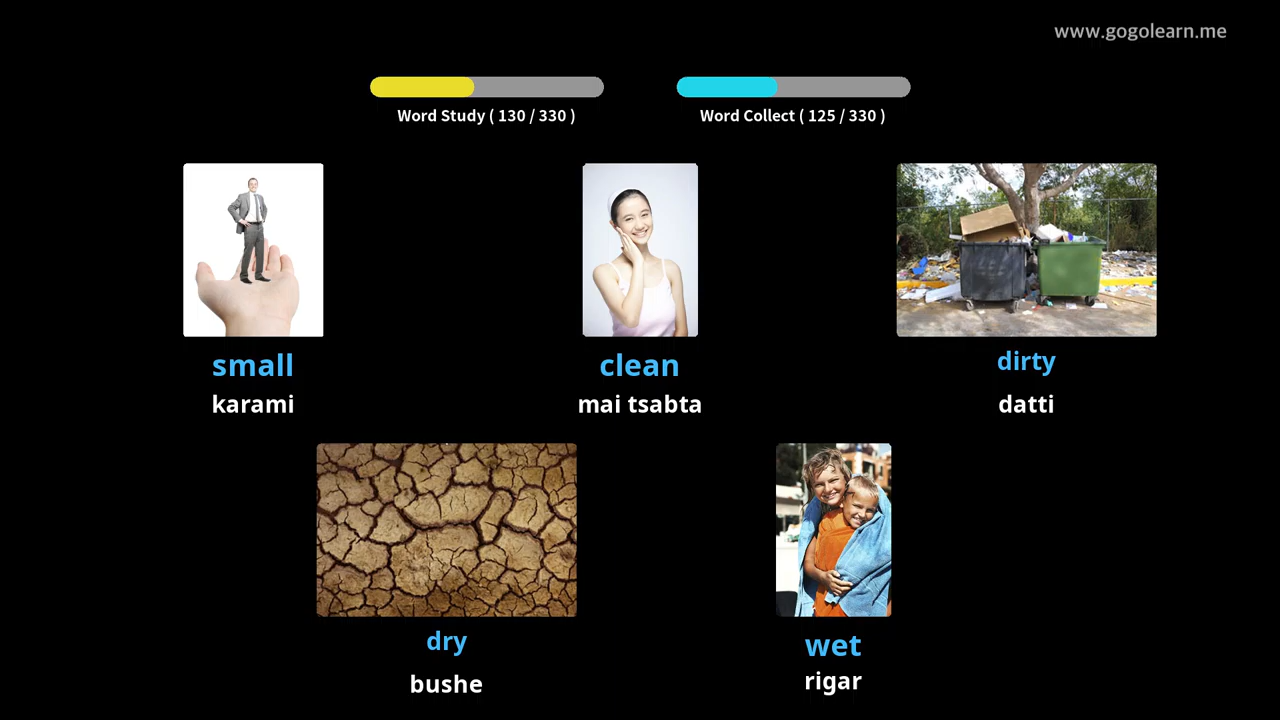 www.gogolearn.me
Word Study ( 130 / 330 )
Word Collect ( 125 / 330 )
small
karami
clean
mai tsabta
dirty
datti
dry
bushe
wet
rigar